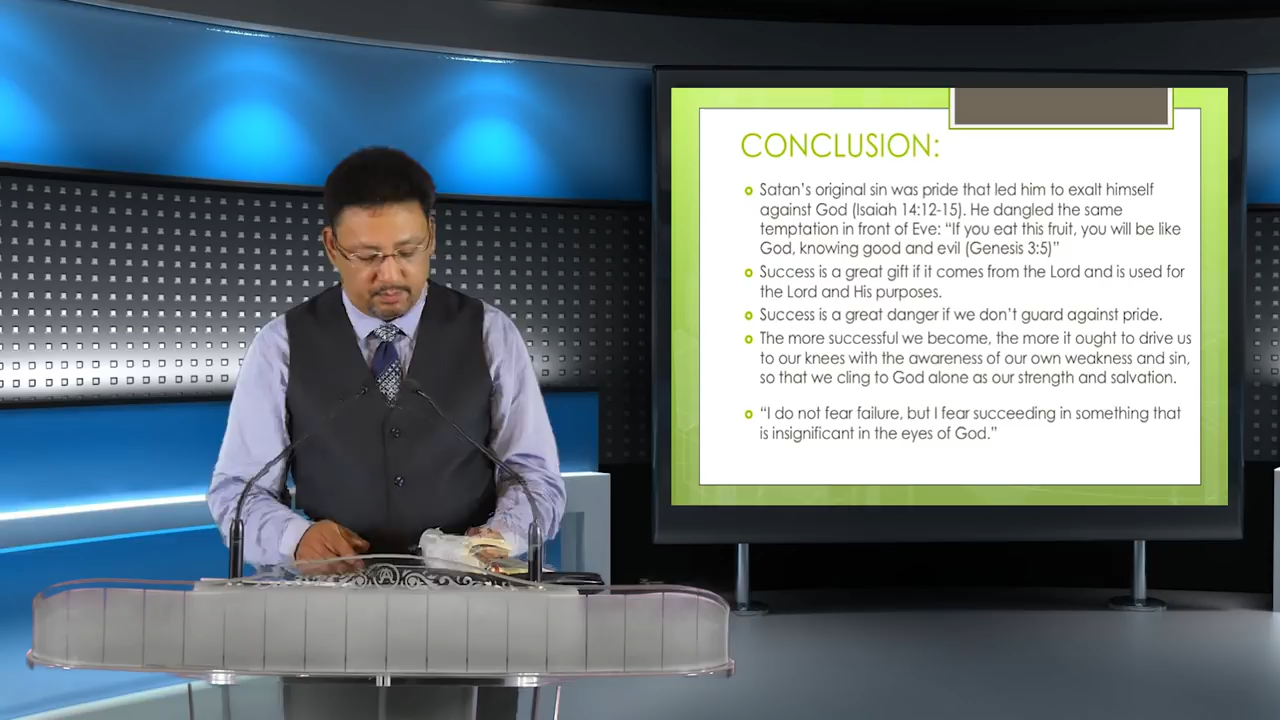 CONCLUSION:
Satan's original sin was pride that led him to exalt himself
against God (Isaiah 14:12-15). He dangled the same
temptation in front of Eve: “If you eat this fruit, you will be like
God, knowing good and evil (Genesis 3:5)”
Success is a great gift if it comes from the Lord and is used for
the Lord and His purposes.
Success is a great danger if we don't guard against pride.
The more successful we become, the more it ought to drive us
to our knees with the awareness of our own weakness and sin,
so that we cling to God alone as our strength and salvation.
“I do not fear failure, but I fear succeeding in something that
is insignificant in the eyes of God.”